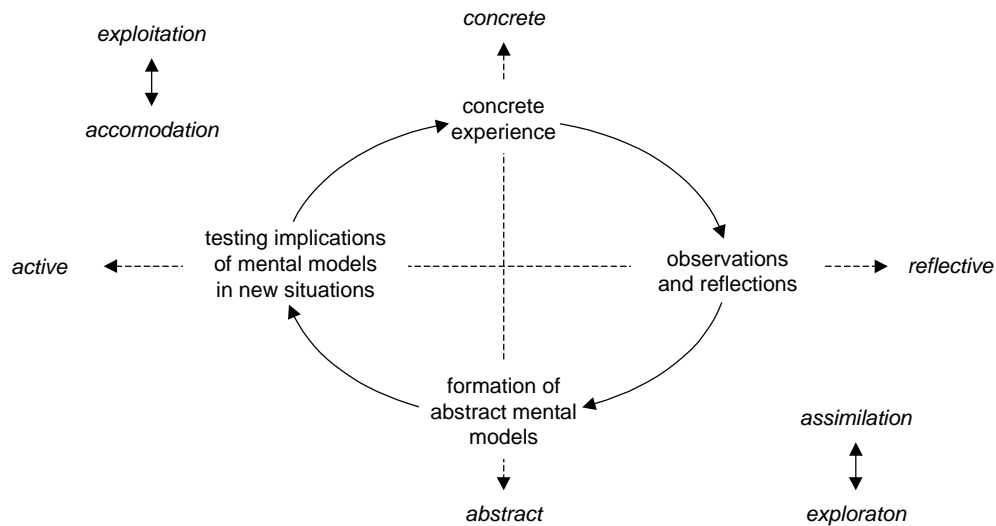 exploitation
concrete
accomodation
concrete
experience
active
testing implications
of mental models
in new situations
observations
and reflections
reflective
formation of
abstract mental
models
assimilation
abstract
exploraton